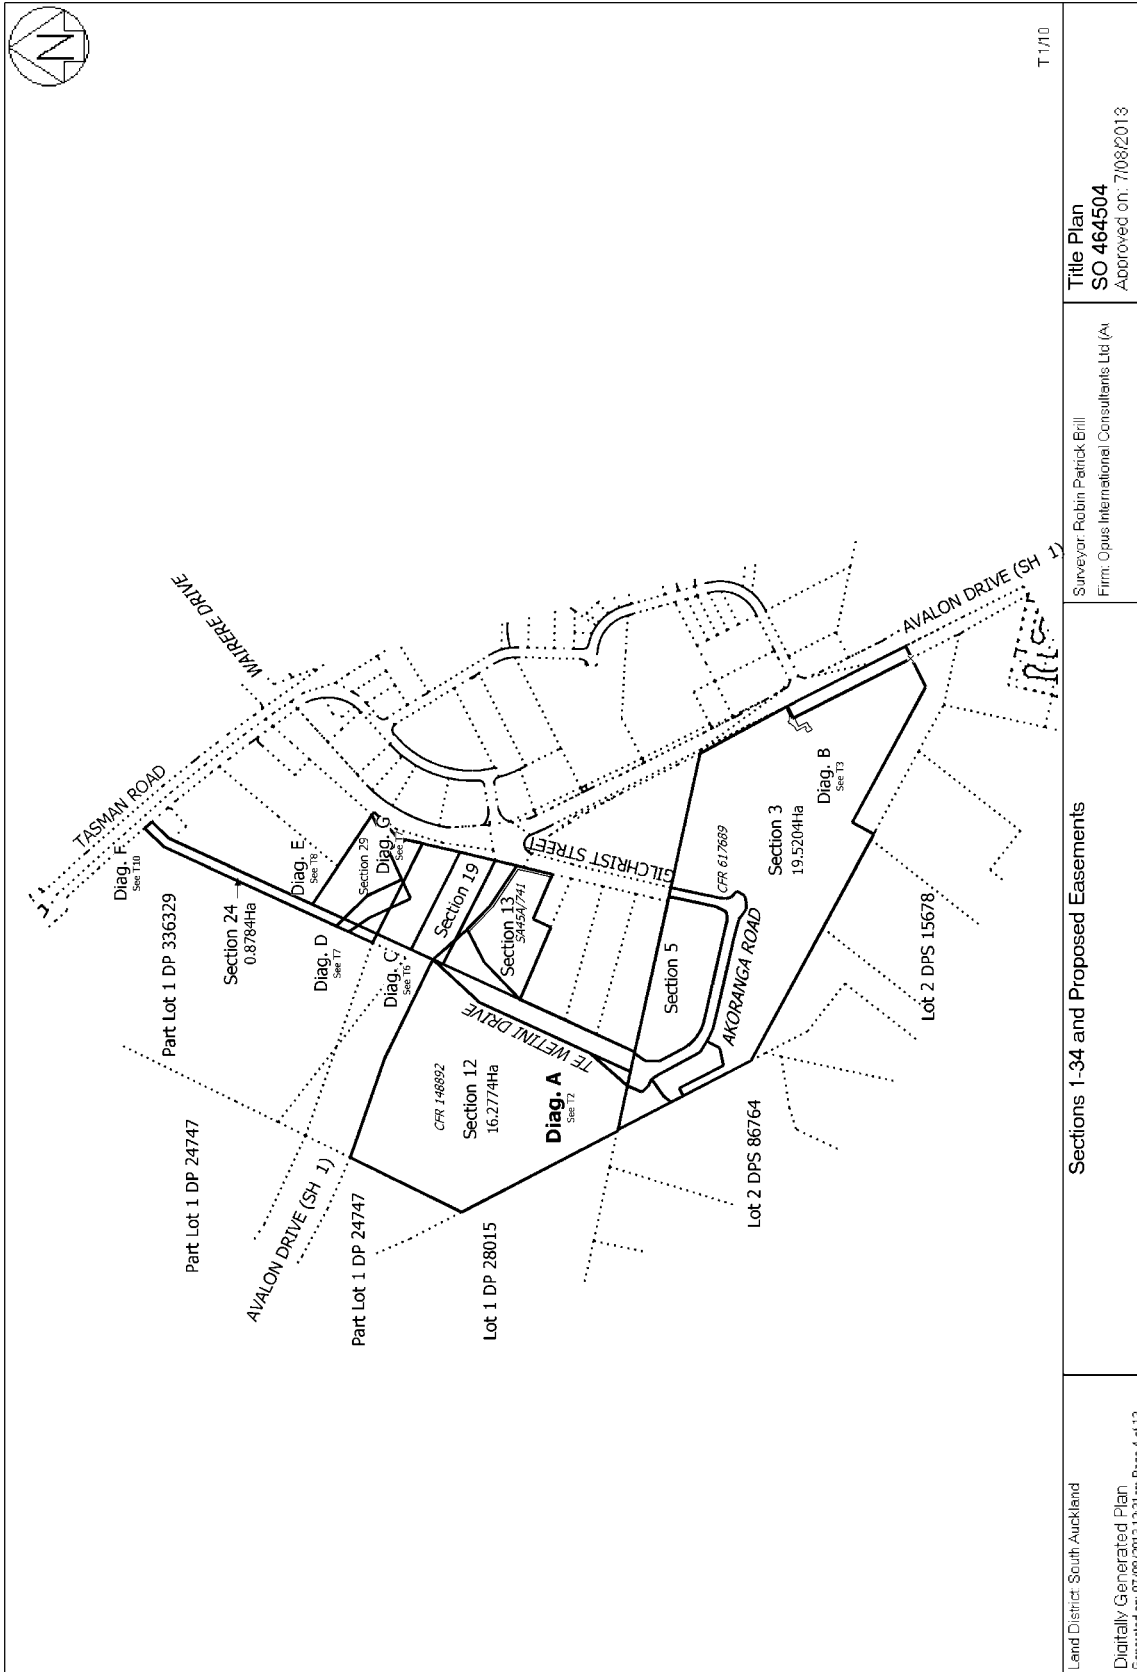 N
T 1/10
TASMAN ROAD
WAIRERE DRIVE
Diag. F
See T10
Part Lot 1 DP 336329
Section 24
0.8784Ha
Diag. E
See T8
Section 29
Diag. G
Diag. D
See T7
Diag. C
See T6
Section 19
Section 13
SA45A/741
GILCHRIST STREET
Part Lot 1 DP 24747
AVALON DRIVE (SH 1)
Part Lot 1 DP 24747
Lot 1 DP 28015
CFR 148892
Section 12
16.2774Ha
TE WETINI DRIVE
Diag. A
See T2
Section 5
AKORANGA ROAD
CFR 617689
Section 3
19.5204Ha
Diag. B
See T3
AVALON DRIVE (SH 1)
Lot 2 DPS 86764
Lot 2 DPS 15678
Land District: South Auckland
Digitally Generated Plan
Sections 1-34 and Proposed Easements
Surveyor: Robin Patrick Brill
Firm: Opus International Consultants Ltd (Au
Title Plan
SO 464504
Approved on: 7/08/2013